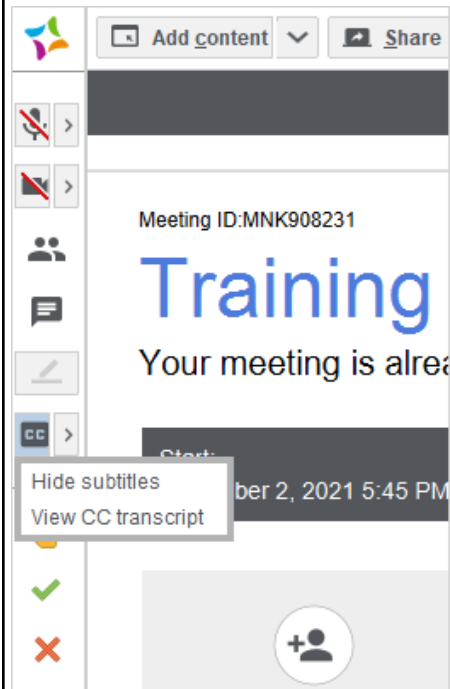 Add content
Share
Meeting ID:MNK908231
Training
Your meeting is alrea
CC
Start:
ber 2, 2021 5:45 PM
Hide subtitles
View CC transcript